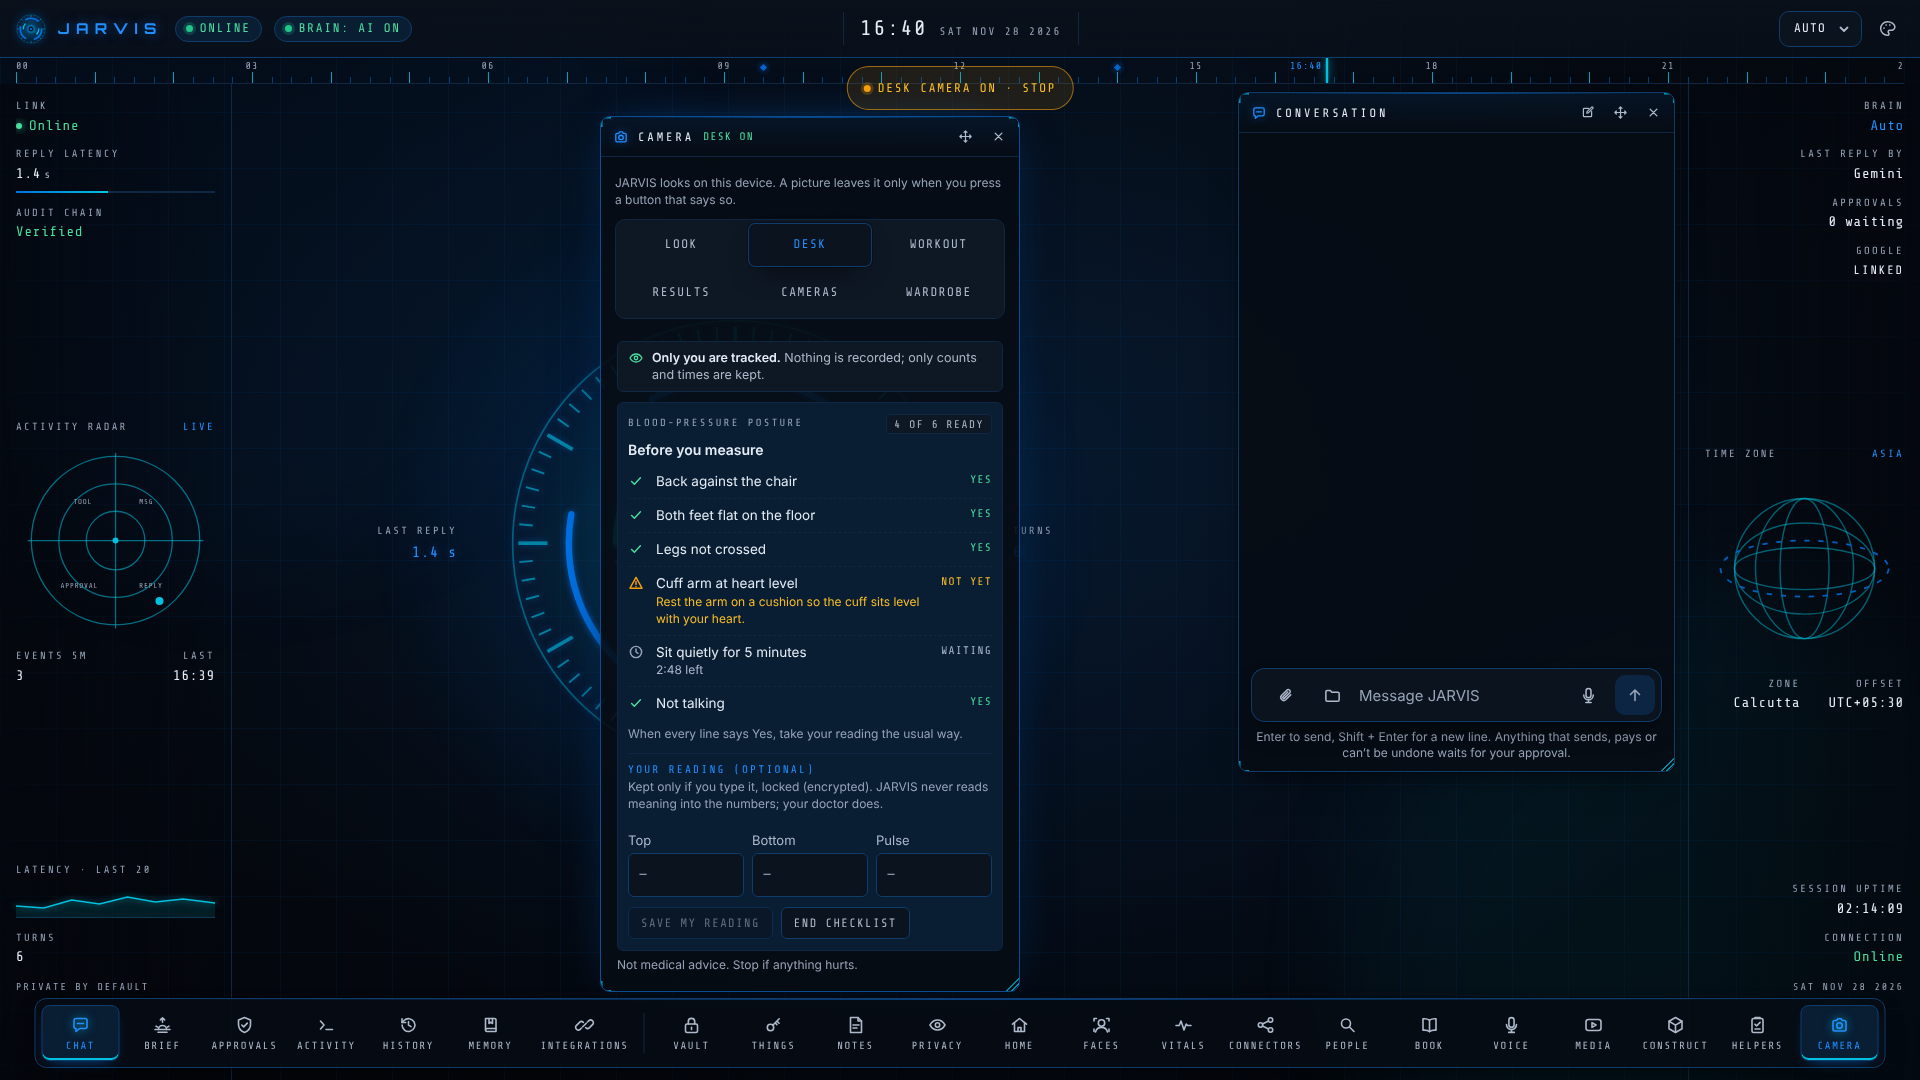 JARVIS
ONLINE
BRAIN: AI ON
16:40 SAT NOV 28 2026
AUTO
00 03 06 09 12 15 16:40 18 21 2
DESK CAMERA ON · STOP
LINK
Online
REPLY LATENCY
1.4 s
AUDIT CHAIN
Verified
ACTIVITY RADAR LIVE
TOOL MSG
APPROVAL REPLY
EVENTS 5M LAST
3 16:39
LATENCY · LAST 20
TURNS
6
PRIVATE BY DEFAULT
LAST REPLY
1.4 s
TURNS
CAMERA DESK ON
JARVIS looks on this device. A picture leaves it only when you press
a button that says so.
LOOK DESK WORKOUT
RESULTS CAMERAS WARDROBE
Only you are tracked. Nothing is recorded; only counts
and times are kept.
BLOOD-PRESSURE POSTURE 4 OF 6 READY
Before you measure
Back against the chair YES
Both feet flat on the floor YES
Legs not crossed YES
Cuff arm at heart level NOT YET
Rest the arm on a cushion so the cuff sits level
with your heart.
Sit quietly for 5 minutes WAITING
2:48 left
Not talking YES
When every line says Yes, take your reading the usual way.
YOUR READING (OPTIONAL)
Kept only if you type it, locked (encrypted). JARVIS never reads
meaning into the numbers; your doctor does.
Top Bottom Pulse
– – –
SAVE MY READING END CHECKLIST
Not medical advice. Stop if anything hurts.
CONVERSATION
Message JARVIS
Enter to send, Shift + Enter for a new line. Anything that sends, pays or
can't be undone waits for your approval.
BRAIN
Auto
LAST REPLY BY
Gemini
APPROVALS
0 waiting
GOOGLE
LINKED
TIME ZONE ASIA
ZONE OFFSET
Calcutta UTC+05:30
SESSION UPTIME
02:14:09
CONNECTION
Online
SAT NOV 28 2026
CHAT BRIEF APPROVALS ACTIVITY HISTORY MEMORY INTEGRATIONS VAULT THINGS NOTES PRIVACY HOME FACES VITALS CONNECTORS PEOPLE BOOK VOICE MEDIA CONSTRUCT HELPERS CAMERA